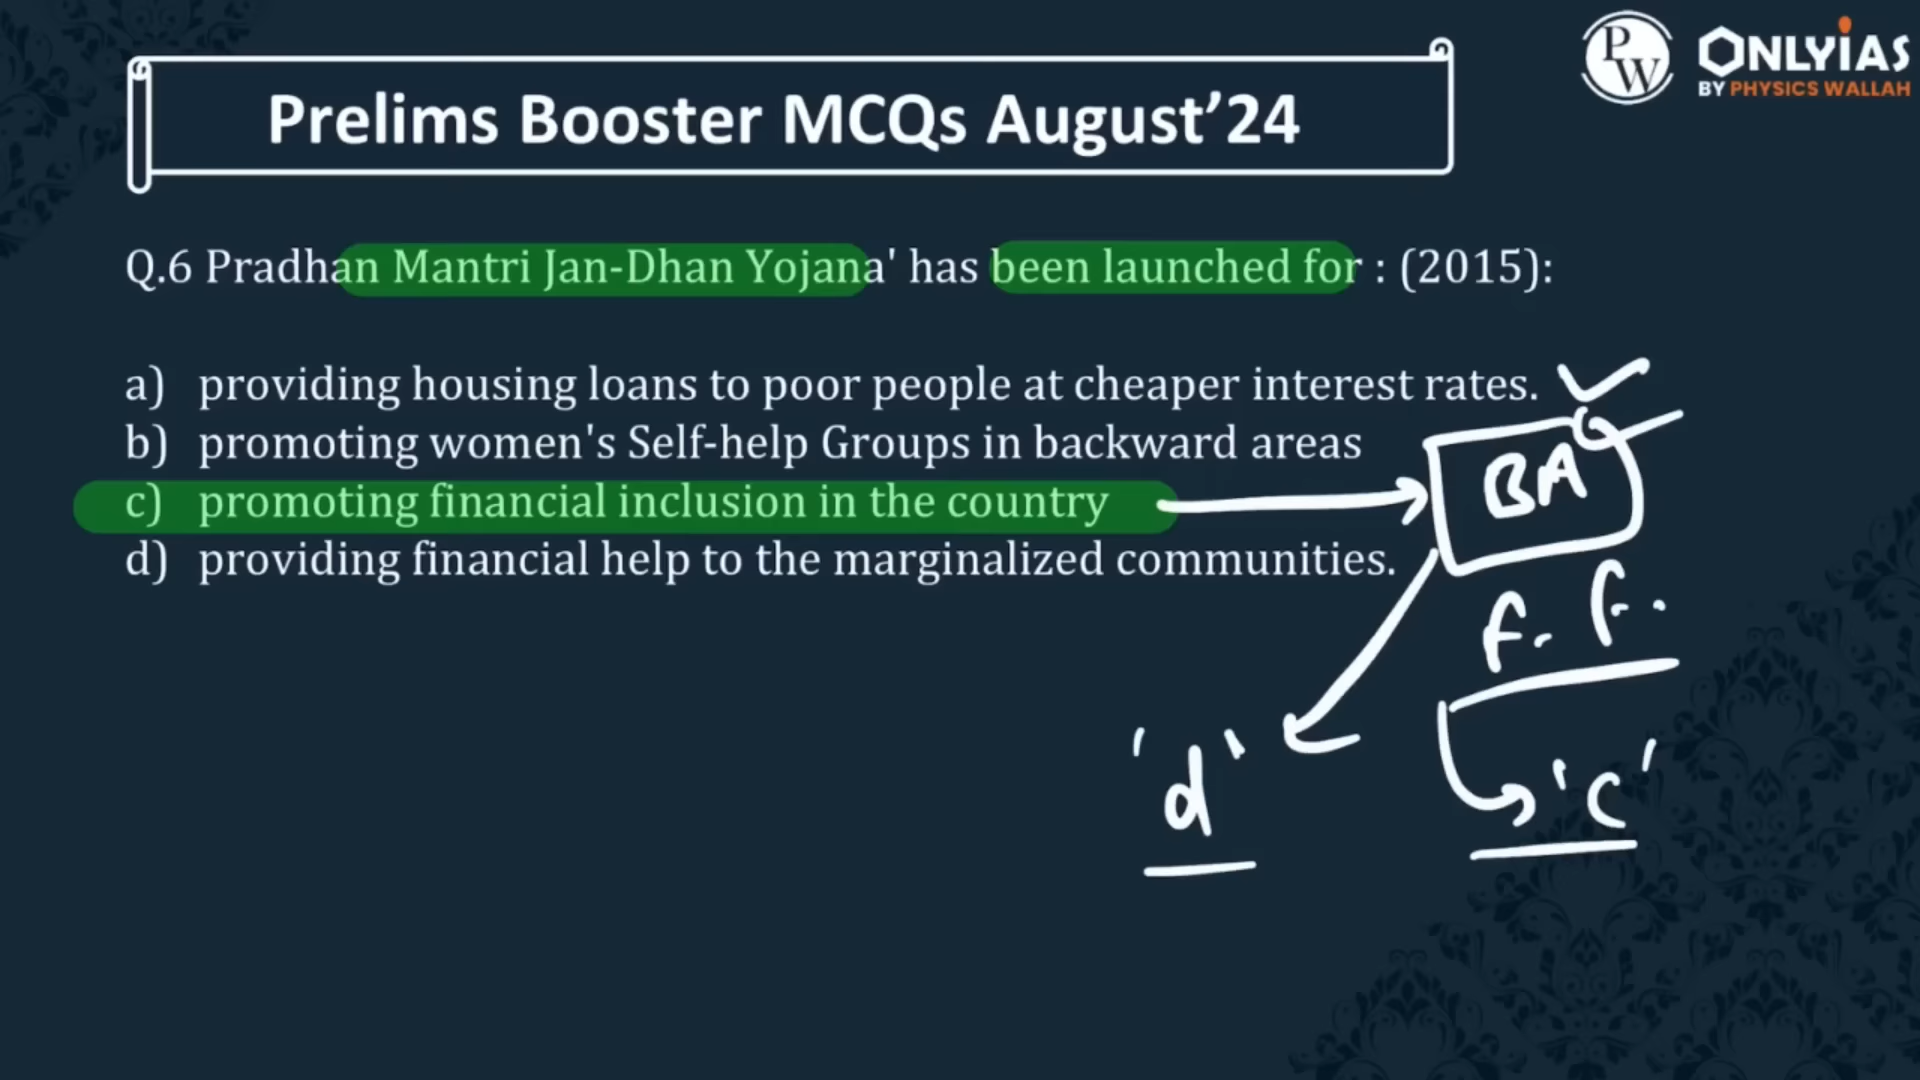 PW ONLYIAS
BY PHYSICS WALLAH
Prelims Booster MCQs August’24
Q.6 Pradhan Mantri Jan-Dhan Yojana' has been launched for : (2015):
a) providing housing loans to poor people at cheaper interest rates.
b) promoting women's Self-help Groups in backward areas
c) promoting financial inclusion in the country
d) providing financial help to the marginalized communities.
BA
'd'
'c'